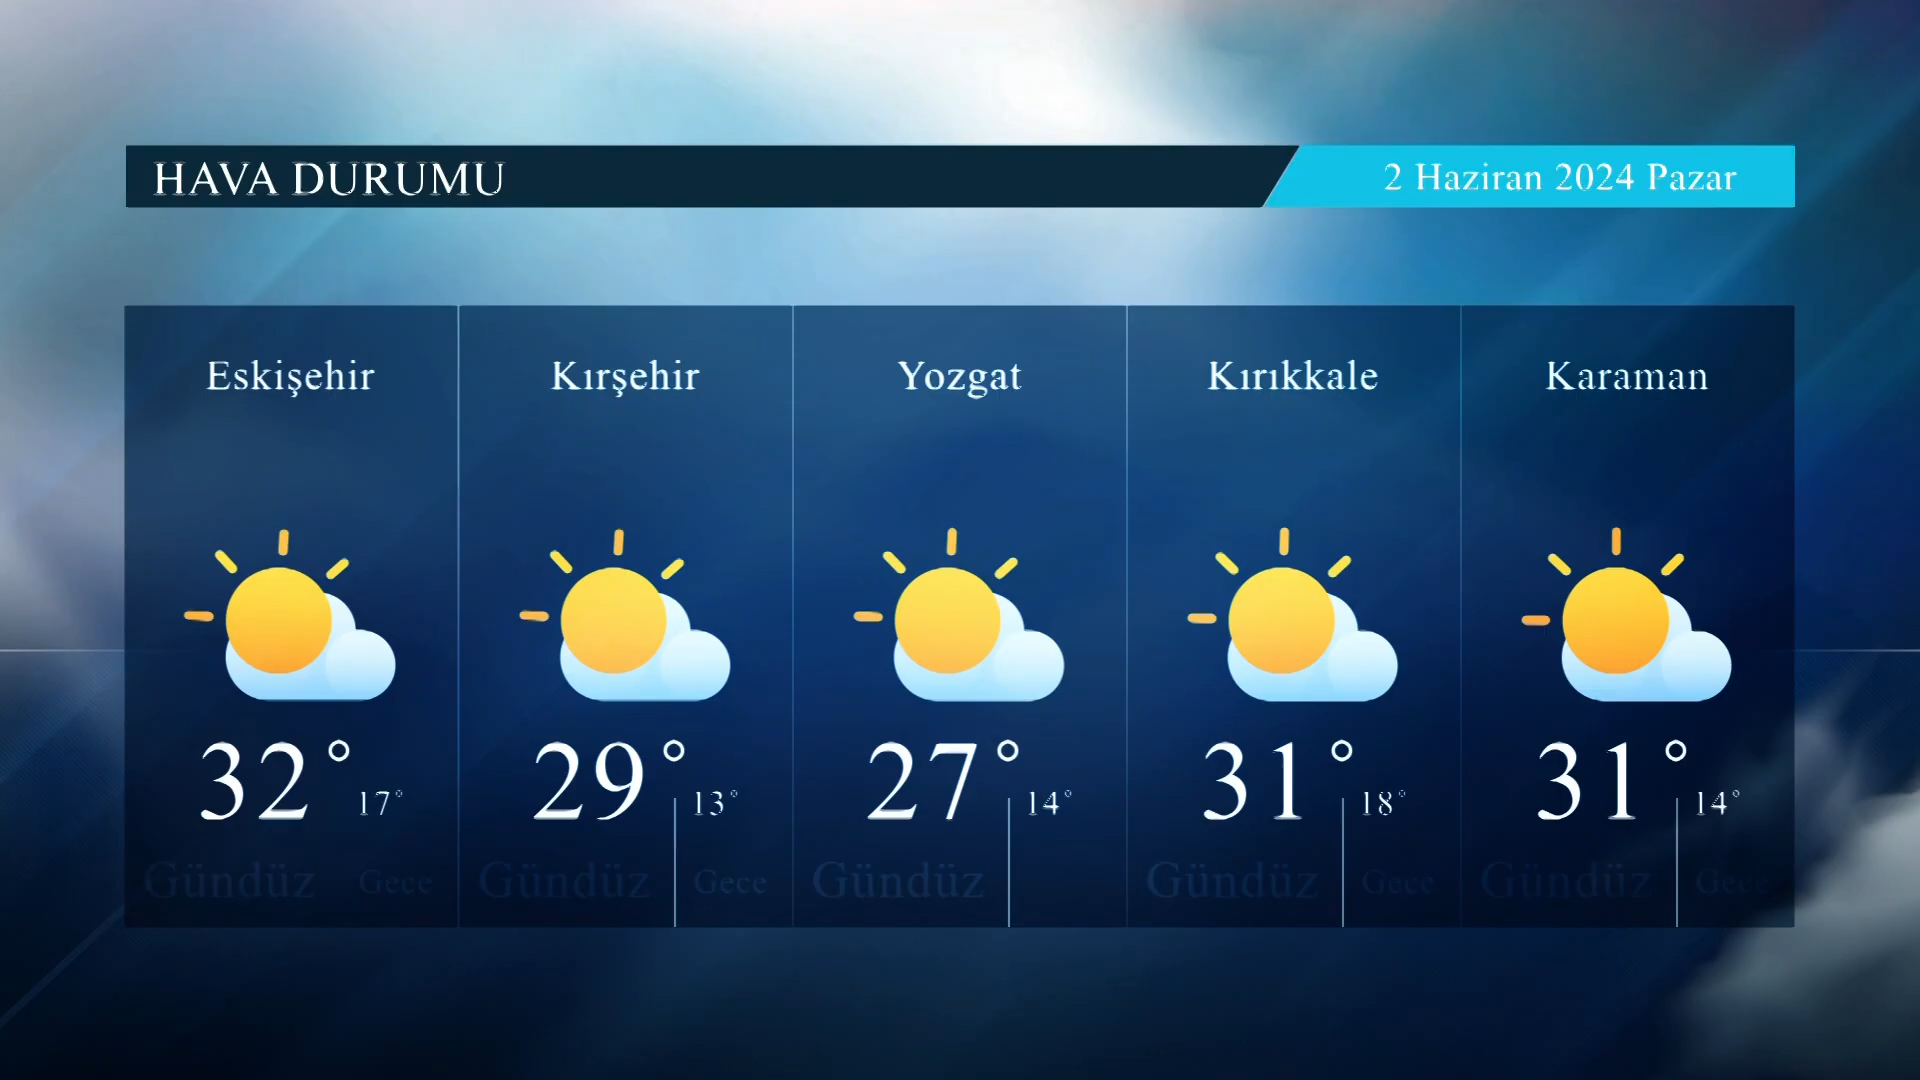 HAVA DURUMU
2 Haziran 2024 Pazar
Eskişehir
32° 17°
Gündüz Gece
Kırşehir
29° 13°
Gündüz Gece
Yozgat
27° 14°
Gündüz
Kırıkkale
31° 18°
Gündüz Gece
Karaman
31° 14°
Gündüz Gece